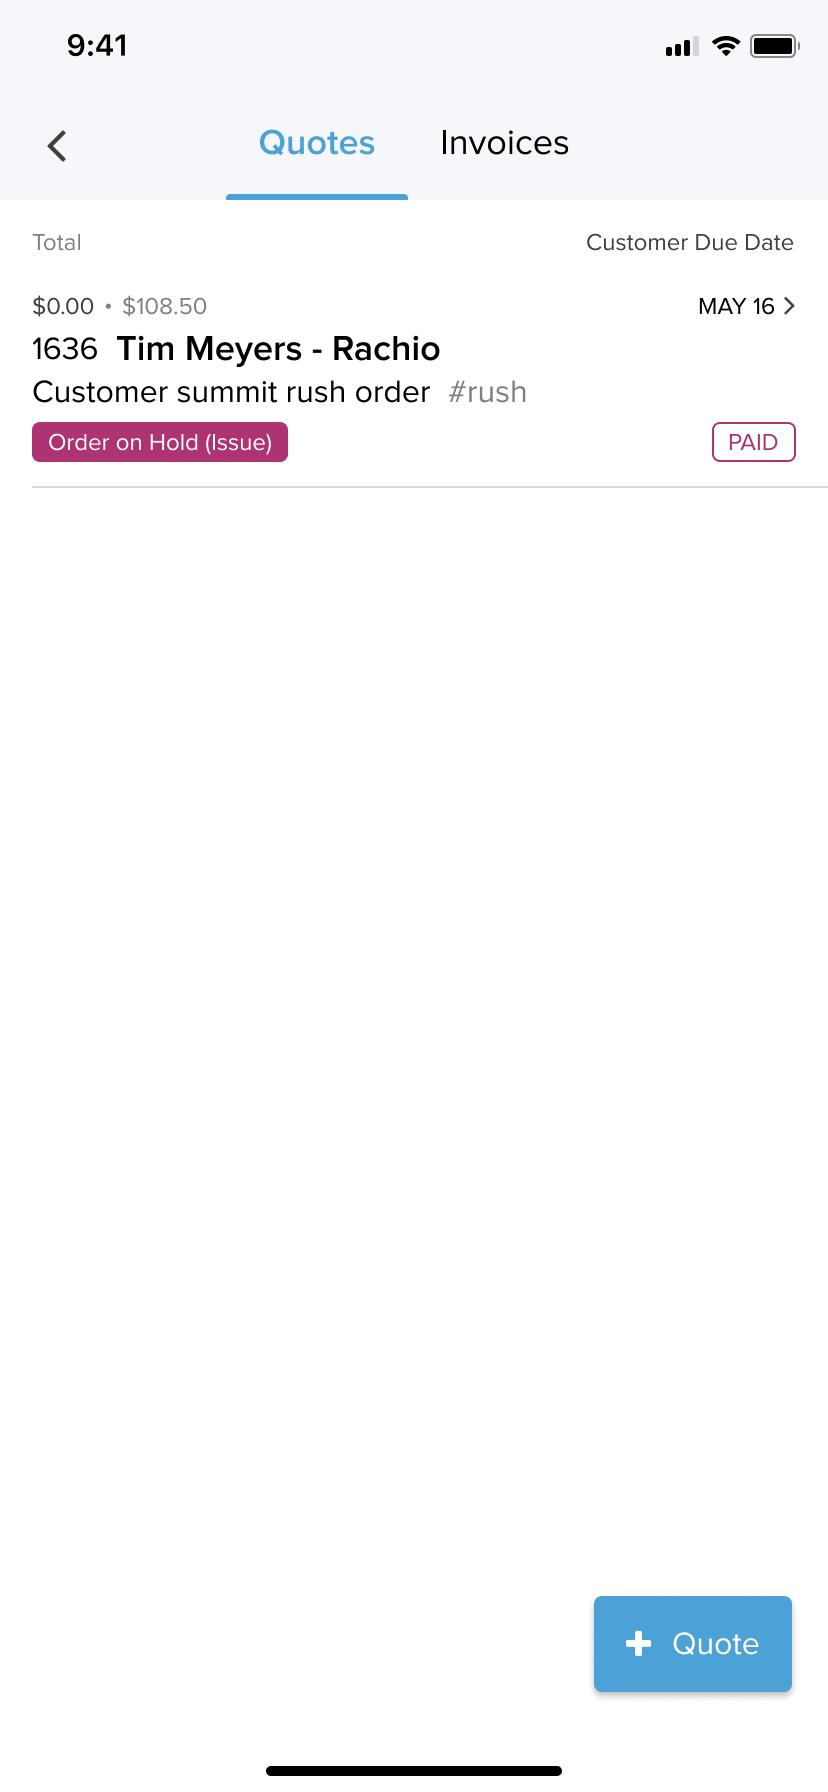 9:41
Quotes Invoices
Total Customer Due Date
$0.00 • $108.50 MAY 16
1636 Tim Meyers - Rachio
Customer summit rush order #rush
Order on Hold (Issue) PAID
+ Quote